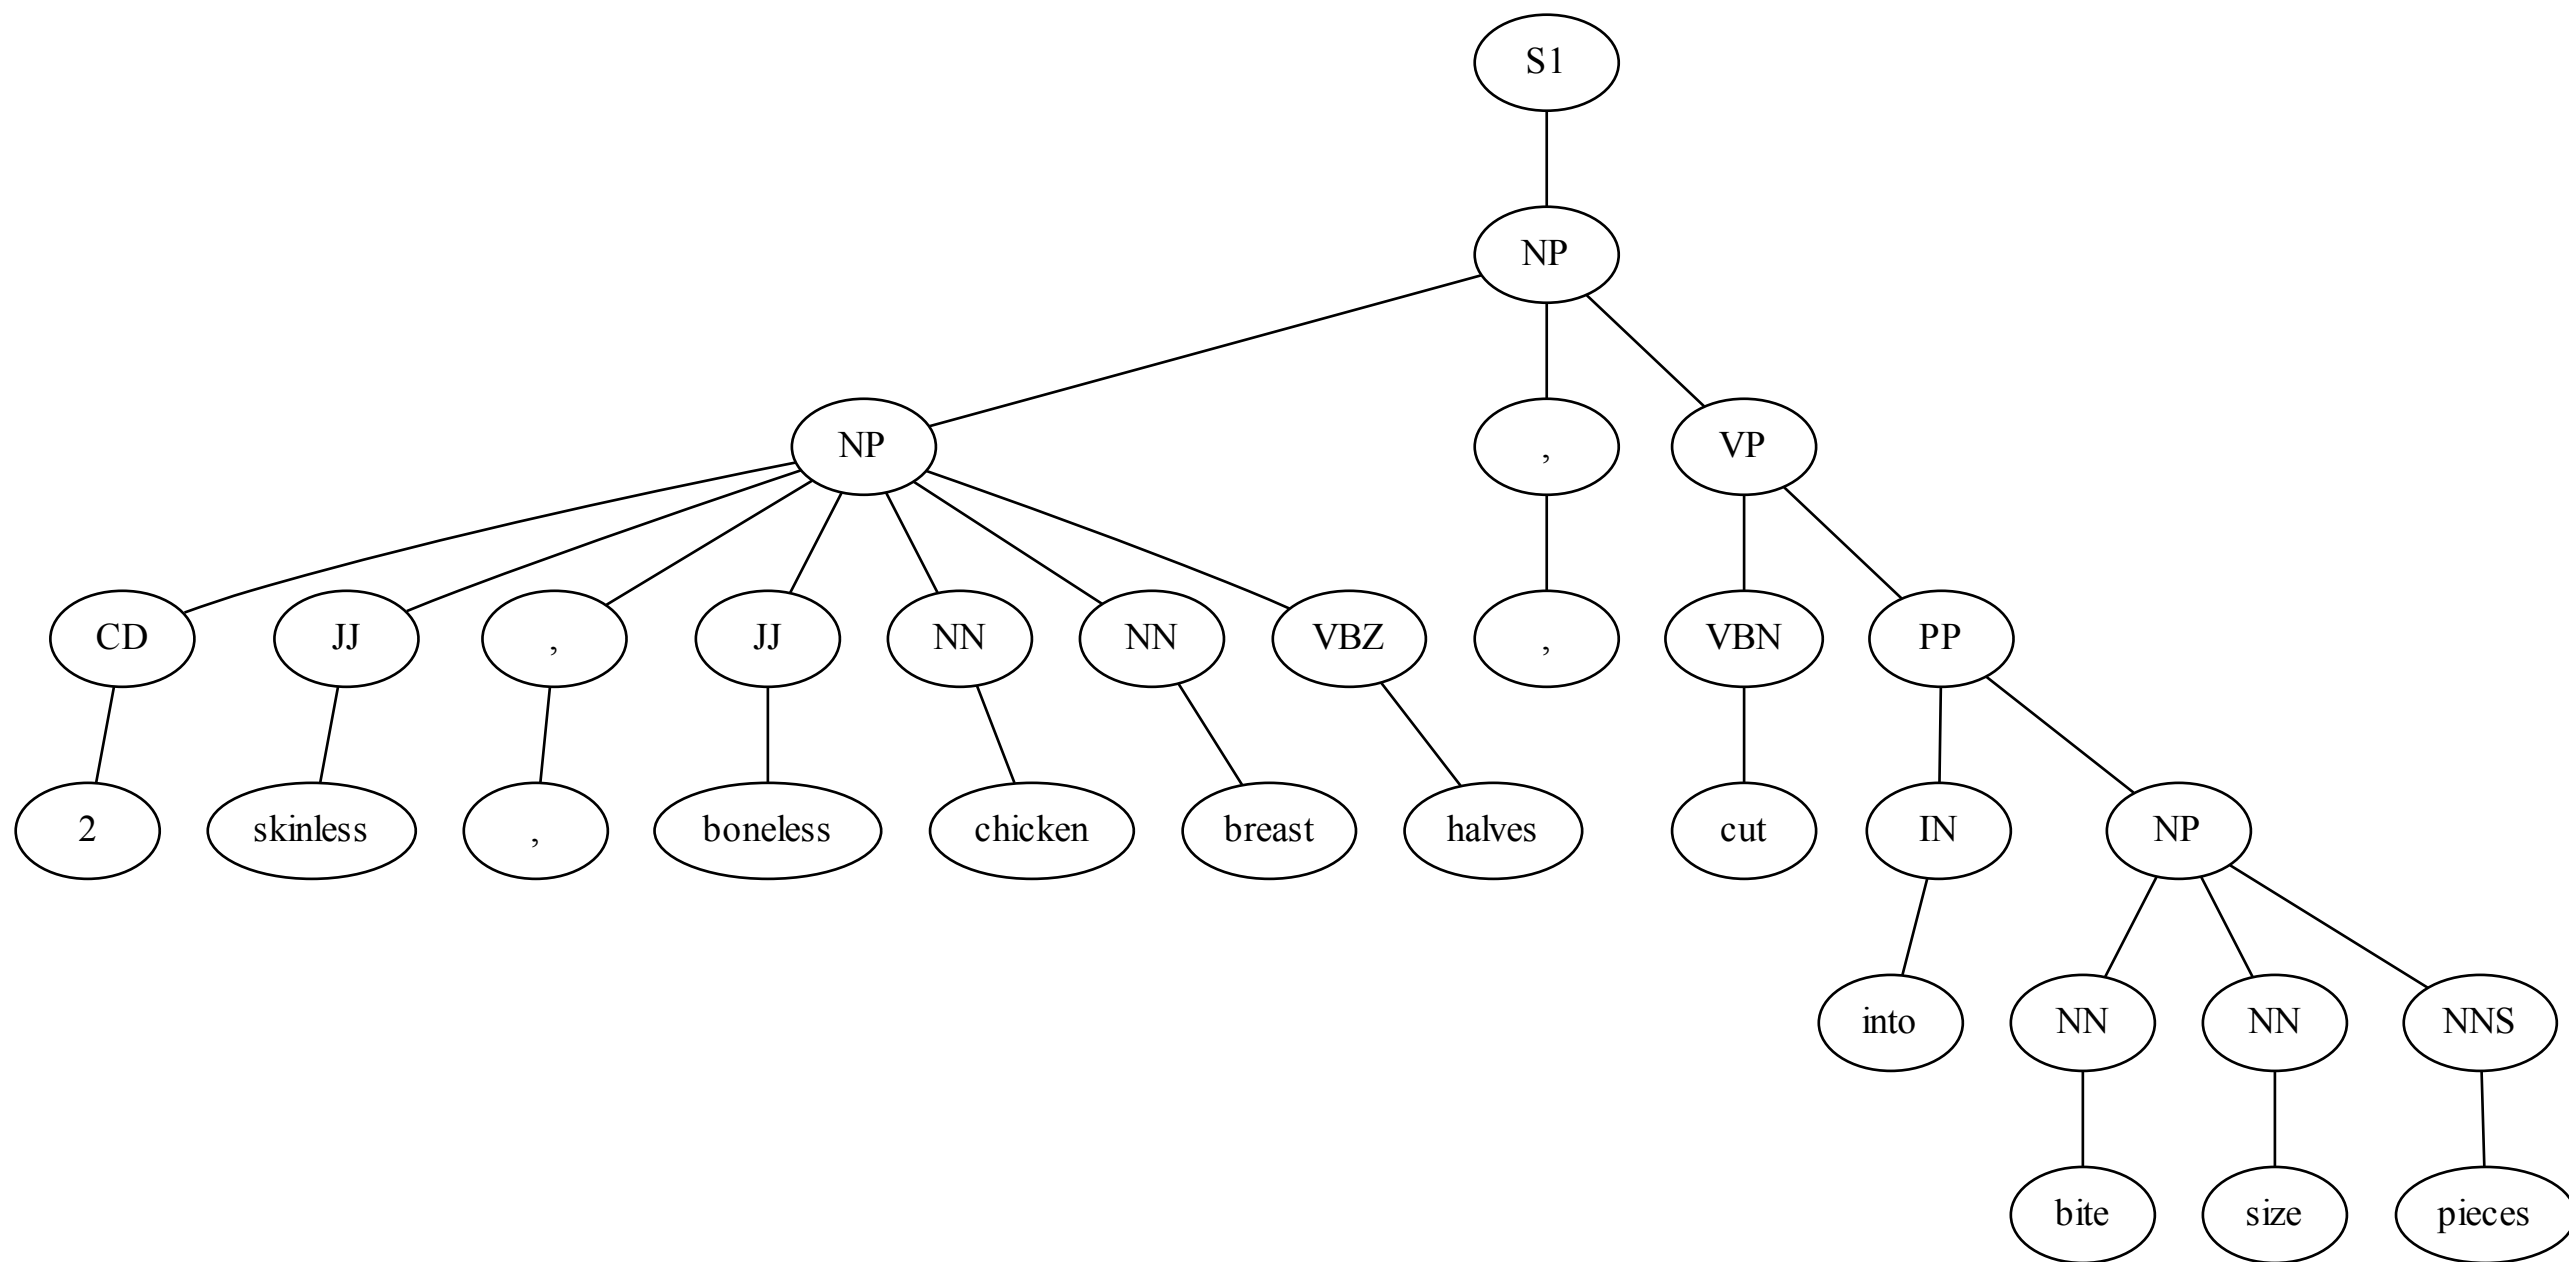 S1
NP
NP , VP
CD JJ , JJ NN NN VBZ , VBN PP
2 skinless , boneless chicken breast halves cut IN NP
into NN NN NNS
bite size pieces